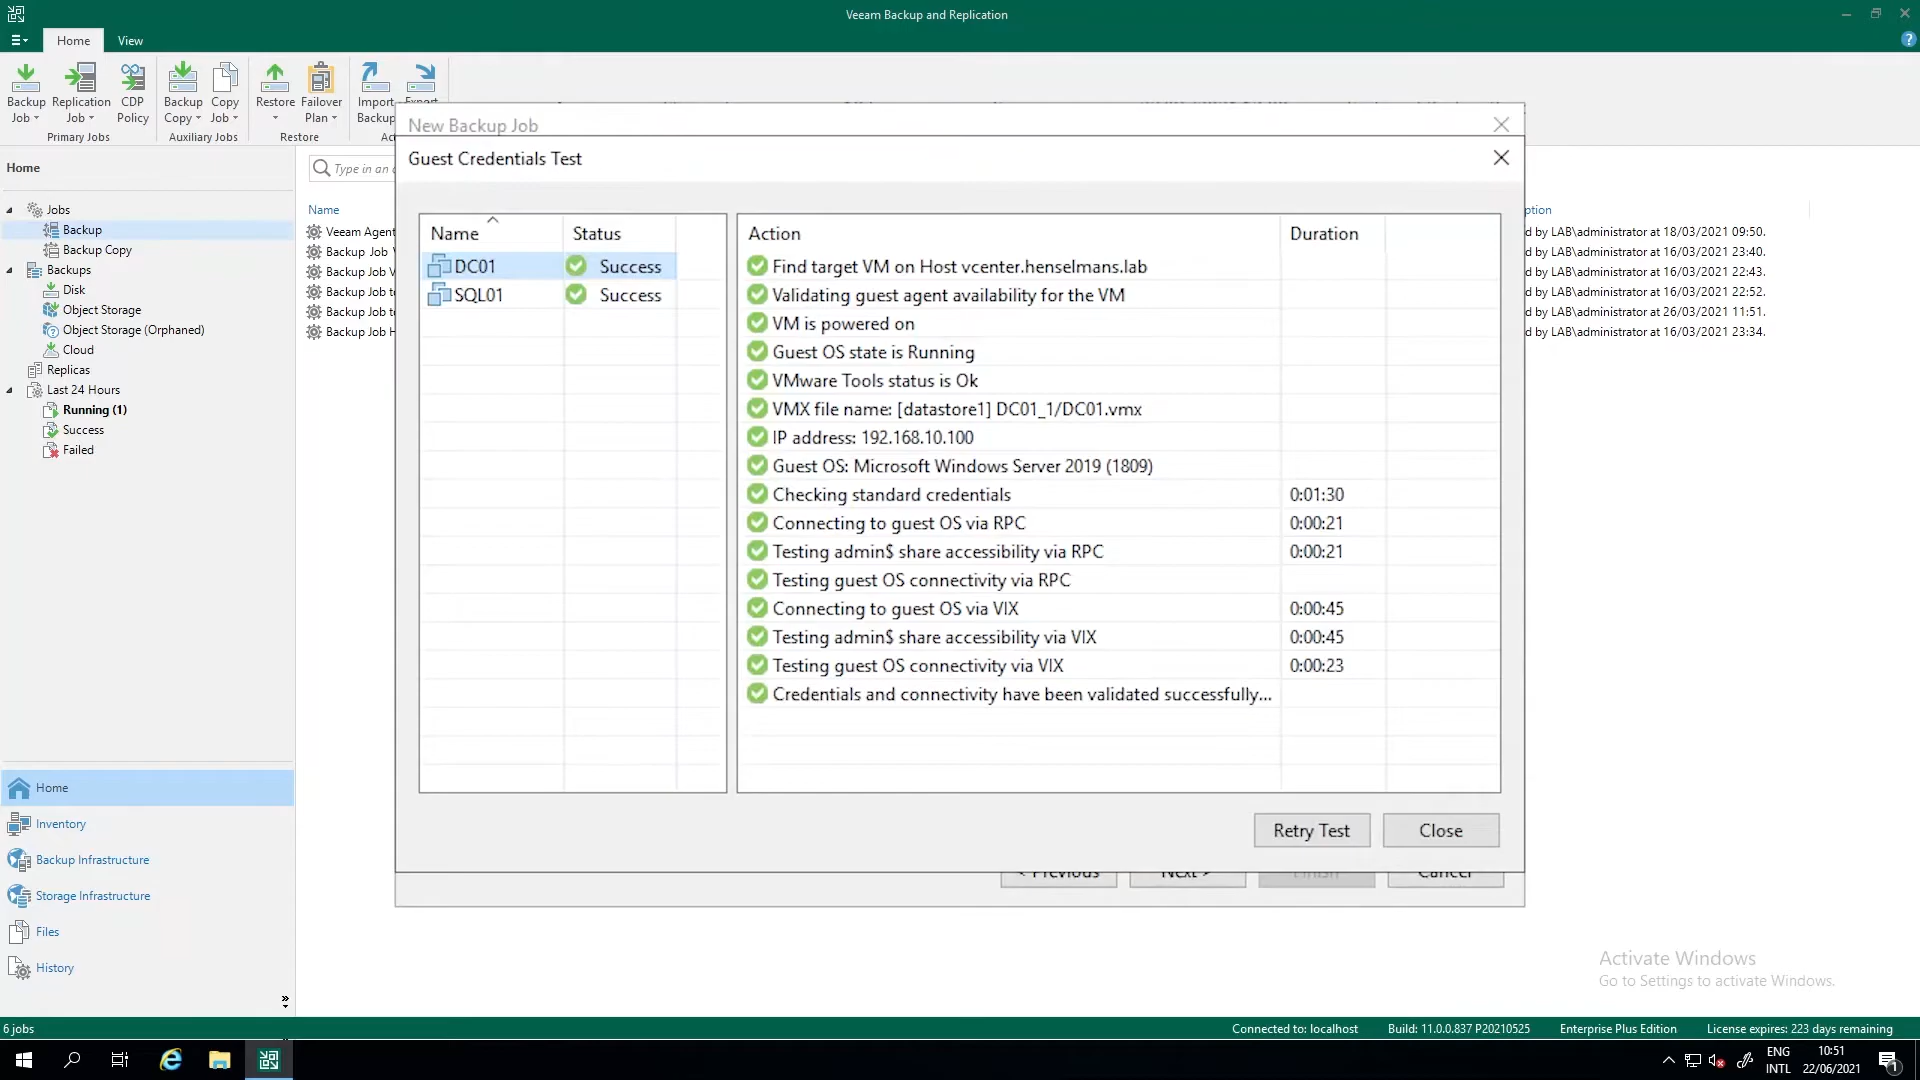 Veeam Backup and Replication
Home
View
Backup Job
Replication Job
CDP Policy
Backup Copy
Copy Job
Restore
Failover Plan
Import Backup
Export
Primary Jobs
Auxiliary Jobs
Restore
Home
Jobs
Backup
Backup Copy
Backups
Disk
Object Storage
Object Storage (Orphaned)
Cloud
Replicas
Last 24 Hours
Running (1)
Success
Failed
Home
Inventory
Backup Infrastructure
Storage Infrastructure
Files
History
Type in an
Name
Veeam Agent
Backup Job
Backup Job V
Backup Job to
Backup Job to
Backup Job H
ption
d by LAB\administrator at 18/03/2021 09:50.
d by LAB\administrator at 16/03/2021 23:40.
d by LAB\administrator at 16/03/2021 22:43.
d by LAB\administrator at 16/03/2021 22:52.
d by LAB\administrator at 26/03/2021 11:51.
d by LAB\administrator at 16/03/2021 23:34.
New Backup Job
Guest Credentials Test
Name Status
DC01 Success
SQL01 Success
Action Duration
Find target VM on Host vcenter.henselmans.lab
Validating guest agent availability for the VM
VM is powered on
Guest OS state is Running
VMware Tools status is Ok
VMX file name: [datastore1] DC01_1/DC01.vmx
IP address: 192.168.10.100
Guest OS: Microsoft Windows Server 2019 (1809)
Checking standard credentials 0:01:30
Connecting to guest OS via RPC 0:00:21
Testing admin$ share accessibility via RPC 0:00:21
Testing guest OS connectivity via RPC
Connecting to guest OS via VIX 0:00:45
Testing admin$ share accessibility via VIX 0:00:45
Testing guest OS connectivity via VIX 0:00:23
Credentials and connectivity have been validated successfully...
Retry Test
Close
< Previous
Next >
Finish
Cancel
Activate Windows
Go to Settings to activate Windows.
6 jobs
Connected to: localhost
Build: 11.0.0.837 P20210525
Enterprise Plus Edition
License expires: 223 days remaining
ENG
INTL
10:51
22/06/2021
1